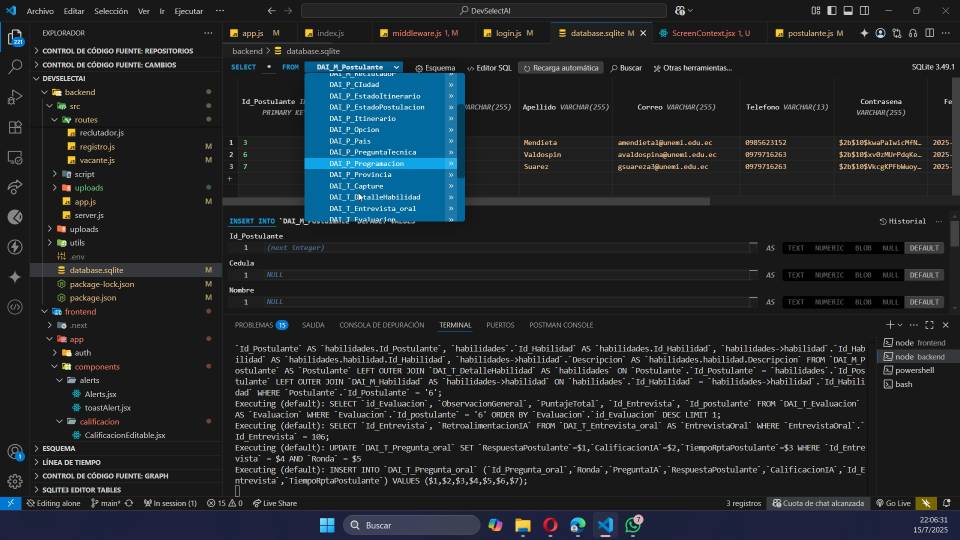 Archivo Editar Selección Ver Ir Ejecutar ···
DevSelectAI
EXPLORADOR ···
app.js M
index.js
middleware.js 1, M
login.js M
database.sqlite M
ScreenContext.jsx 1, U
postulante.js M
CONTROL DE CÓDIGO FUENTE: REPOSITORIOS
CONTROL DE CÓDIGO FUENTE: CAMBIOS
DEVSELECTAI
backend
src
routes
reclutador.js
registro.js M
vacante.js M
script
uploads
app.js M
server.js
uploads
utils
.env
database.sqlite M
package-lock.json M
package.json M
frontend
.next
app
auth
components
alerts
Alerts.jsx
toastAlert.jsx
calificacion
CalificacionEditable.jsx
ESQUEMA
LÍNEA DE TIEMPO
CONTROL DE CÓDIGO FUENTE: GRAPH
SQLITE3 EDITOR TABLES
backend > database.sqlite
SELECT * FROM DAI_M_Postulante Esquema Editor SQL Recarga automática Buscar Otras herramientas... SQLite 3.49.1
DAI_M_Reclutador
DAI_P_CIudad
DAI_P_EstadoItinerario
DAI_P_EstadoPostulacion
DAI_P_Itinerario
DAI_P_Opcion
DAI_P_Pais
DAI_P_PreguntaTecnica
DAI_P_Programacion
DAI_P_Provincia
DAI_T_Capture
DAI_T_DetalleHabilidad
DAI_T_Entrevista_oral
DAI_T_Evaluacion
Id_Postulante
PRIMARY KE
VARCHAR(255) Apellido VARCHAR(255) Correo VARCHAR(255) Telefono VARCHAR(13) Contrasena VARCHAR(255) Fe
1 3 Mendieta amendieta1@unemi.edu.ec 0985623152 2025-
2 6 Valdospin avaldospina@unemi.edu.ec 0979716263 2025-
3 7 Suarez gsuareza3@unemi.edu.ec 0979716263 2025-
+
INSERT INTO Historial ···
Id_Postulante
1 (next integer) AS TEXT NUMERIC BLOB NULL DEFAULT
Cedula
1 NULL AS TEXT NUMERIC BLOB NULL DEFAULT
Nombre
1 NULL AS TEXT NUMERIC BLOB NULL DEFAULT
PROBLEMAS 15 SALIDA CONSOLA DE DEPURACIÓN TERMINAL PUERTOS POSTMAN CONSOLE
node frontend
node backend
powershell
bash
`Id_Postulante` AS `habilidades.Id_Postulante`, `habilidades`.`Id_Habilidad` AS `habilidades.Id_Habilidad`, `habilidades->habilidad`.`Id_Hab
ilidad` AS `habilidades.habilidad.Id_Habilidad`, `habilidades->habilidad`.`Descripcion` AS `habilidades.habilidad.Descripcion` FROM `DAI_M_P
ostulante` AS `Postulante` LEFT OUTER JOIN `DAI_T_DetalleHabilidad` AS `habilidades` ON `Postulante`.`Id_Postulante` = `habilidades`.`Id_Pos
tulante` LEFT OUTER JOIN `DAI_M_Habilidad` AS `habilidades->habilidad` ON `habilidades`.`Id_Habilidad` = `habilidades->habilidad`.`Id_Habili
dad` WHERE `Postulante`.`Id_Postulante` = '6';
Executing (default): SELECT `id_Evaluacion`, `ObservacionGeneral`, `PuntajeTotal`, `Id_Entrevista`, `Id_postulante` FROM `DAI_T_Evaluacion`
AS `Evaluacion` WHERE `Evaluacion`.`Id_postulante` = '6' ORDER BY `Evaluacion`.`id_Evaluacion` DESC LIMIT 1;
Executing (default): SELECT `Id_Entrevista`, `RetroalimentacionIA` FROM `DAI_T_Entrevista_oral` AS `EntrevistaOral` WHERE `EntrevistaOral`.`
Id_Entrevista` = 106;
Executing (default): UPDATE `DAI_T_Pregunta_oral` SET `RespuestaPostulante`=$1,`CalificacionIA`=$2,`TiempoRptaPostulante`=$3 WHERE `Id_Entre
vista` = $4 AND `Ronda` = $5
Executing (default): INSERT INTO `DAI_T_Pregunta_oral` (`Id_Pregunta_oral`,`Ronda`,`PreguntaIA`,`RespuestaPostulante`,`CalificacionIA`,`Id_E
ntrevista`,`TiempoRptaPostulante`) VALUES ($1,$2,$3,$4,$5,$6,$7);
Editing alone main* In session (1) 15 0 Live Share 3 registros Cuota de chat alcanzada Go Live
Buscar
22:06:31
15/7/2025